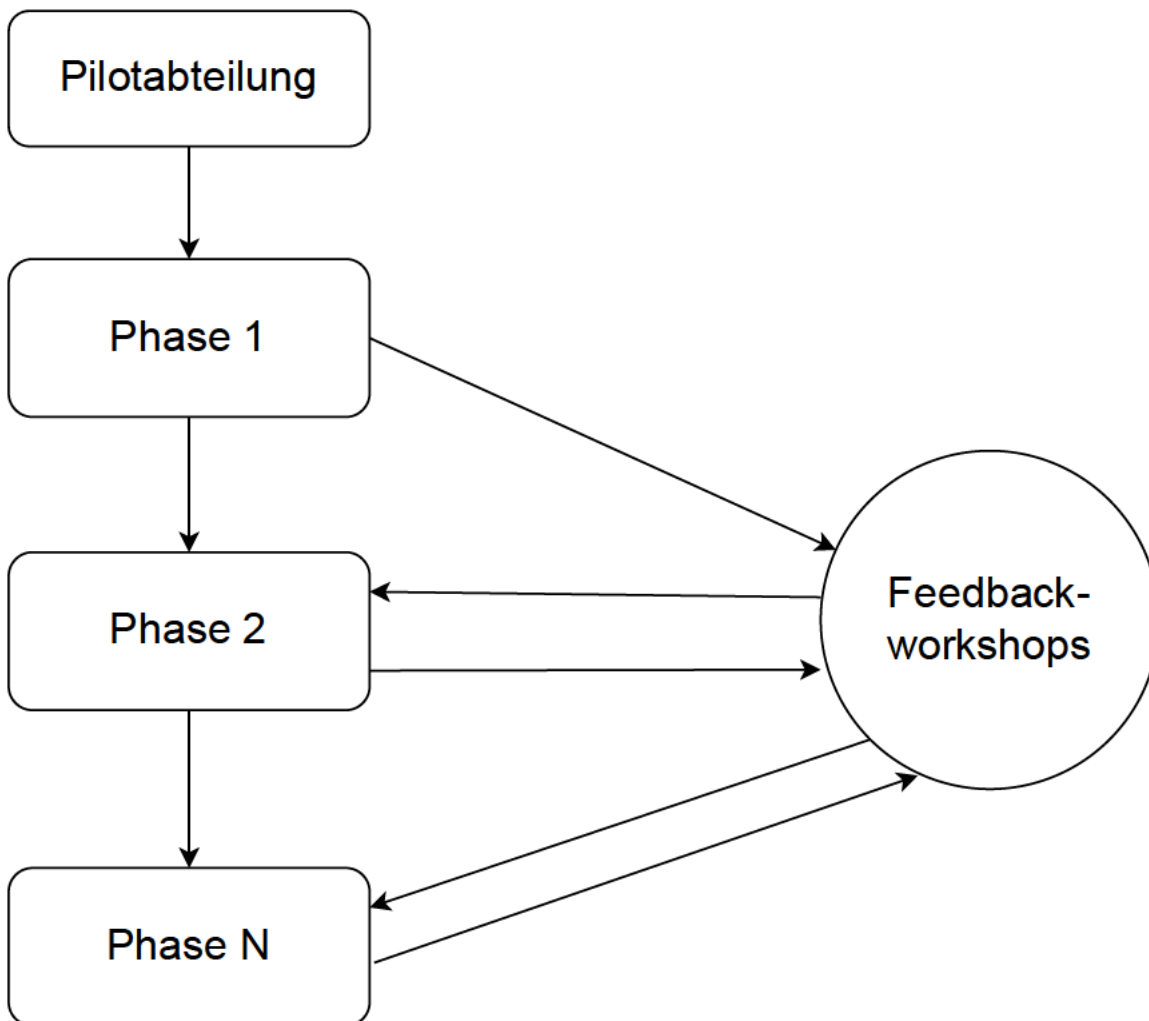 Pilotabteilung
Phase 1
Phase 2
Feedback-
workshops
Phase N